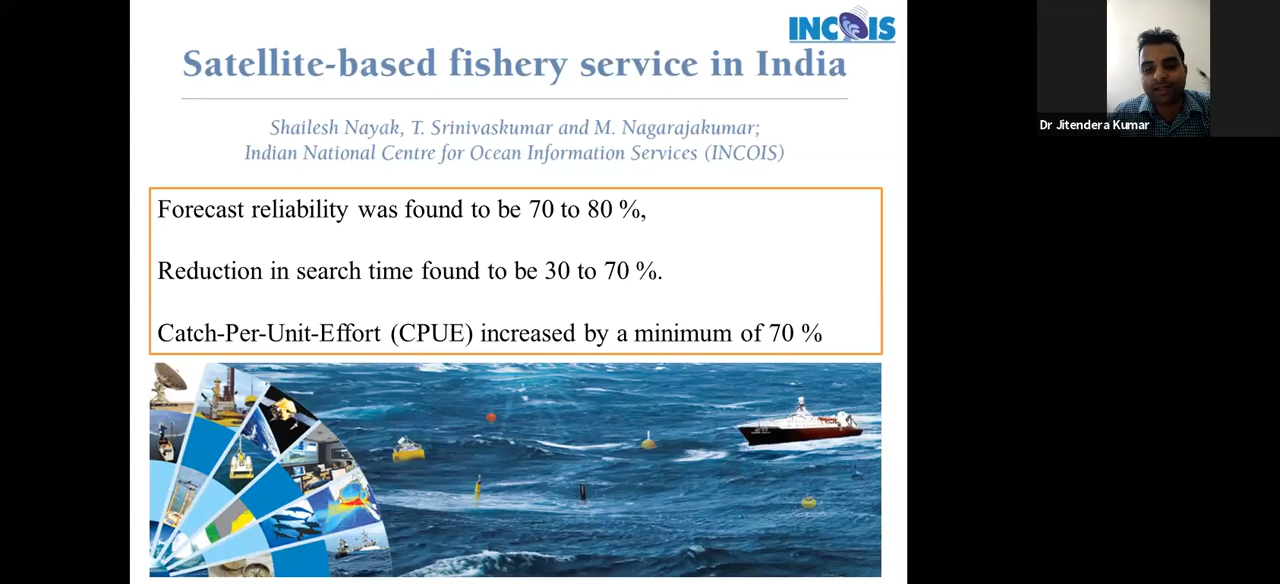 INCOIS
Satellite-based fishery service in India
Shailesh Nayak, T. Srinivaskumar and M. Nagarajakumar;
Indian National Centre for Ocean Information Services (INCOIS)
Forecast reliability was found to be 70 to 80 %,
Reduction in search time found to be 30 to 70 %.
Catch-Per-Unit-Effort (CPUE) increased by a minimum of 70 %
Dr Jitendera Kumar